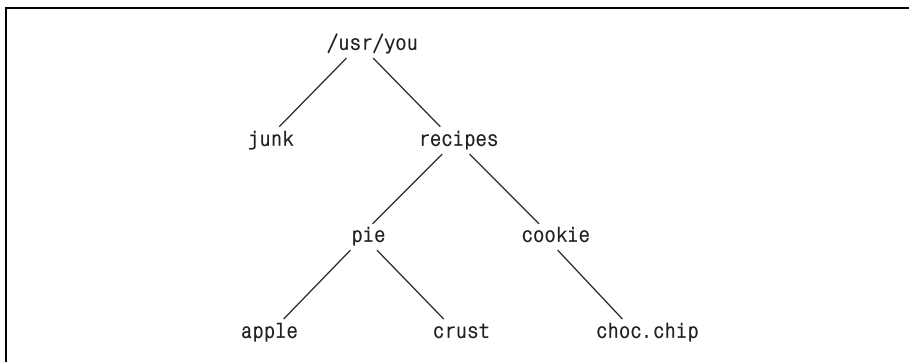 /usr/you
junk recipes
pie cookie
apple crust choc.chip